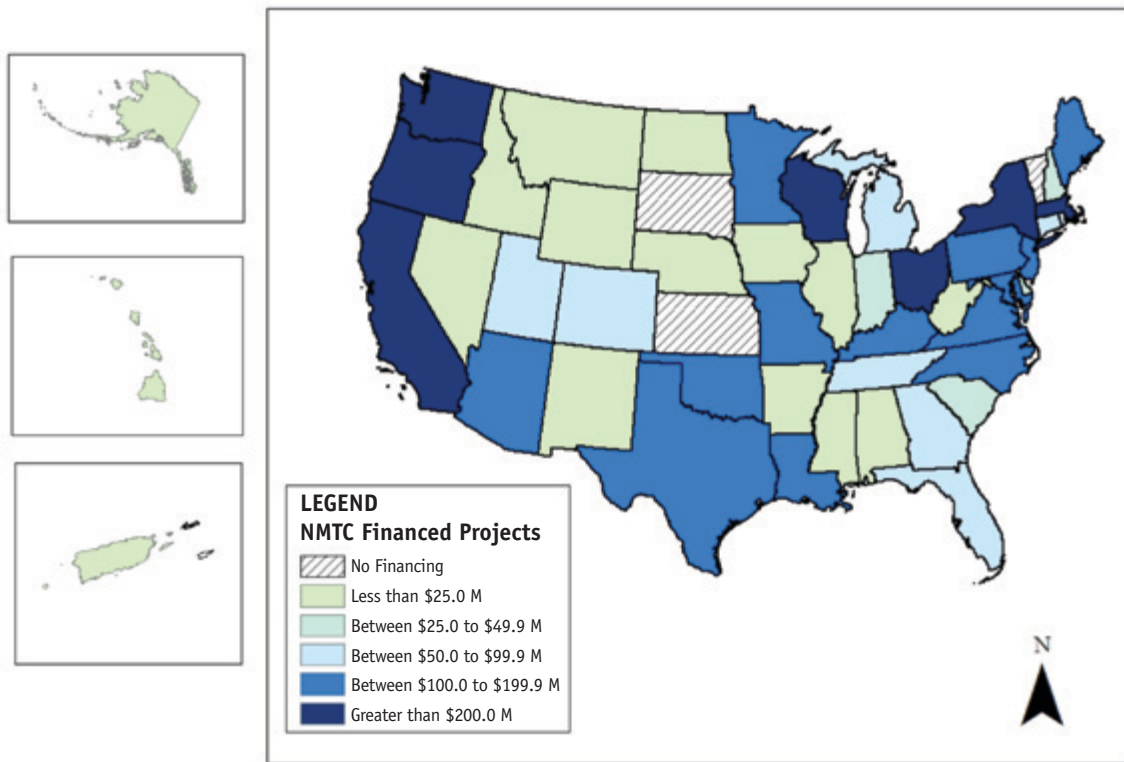 LEGEND
NMTC Financed Projects
No Financing
Less than $25.0 M
Between $25.0 to $49.9 M
Between $50.0 to $99.9 M
Between $100.0 to $199.9 M
Greater than $200.0 M
N